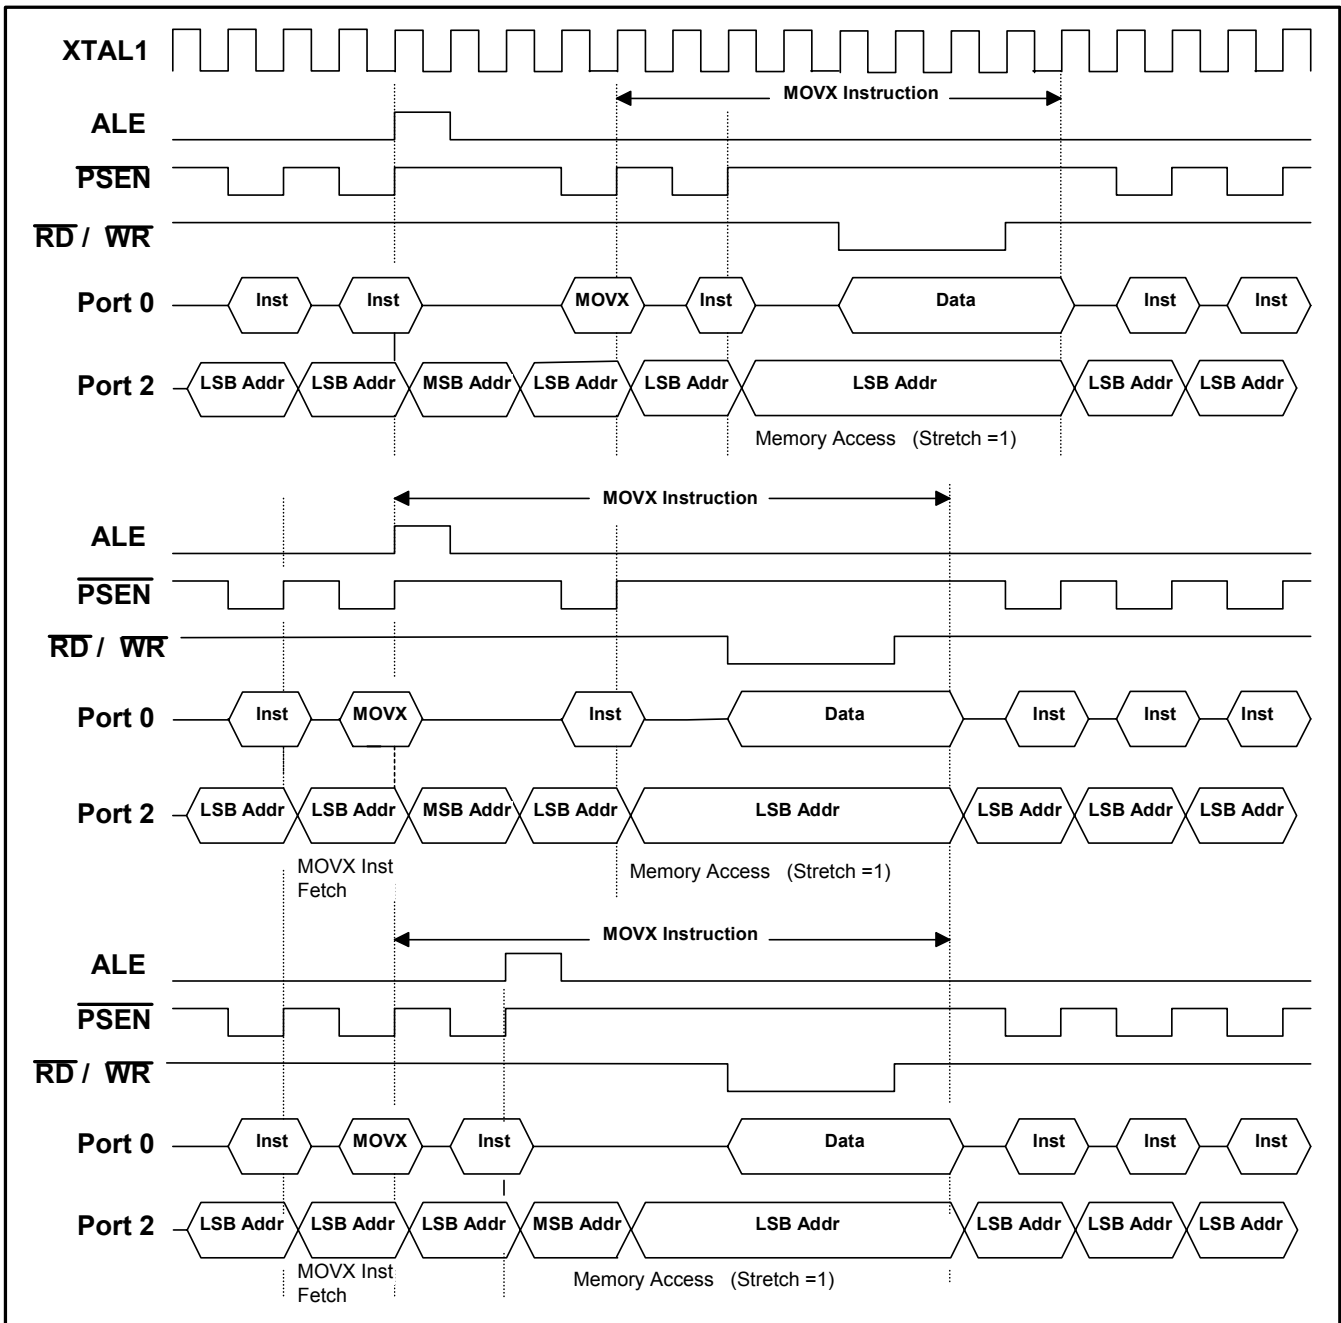 XTAL1
MOVX Instruction
ALE
PSEN
RD / WR
Port 0 Inst Inst MOVX Inst Data Inst Inst
Port 2 LSB Addr LSB Addr MSB Addr LSB Addr LSB Addr LSB Addr LSB Addr LSB Addr
Memory Access (Stretch =1)
MOVX Instruction
ALE
PSEN
RD / WR
Port 0 Inst MOVX Inst Data Inst Inst Inst
Port 2 LSB Addr LSB Addr MSB Addr LSB Addr LSB Addr LSB Addr LSB Addr LSB Addr
MOVX Inst
Fetch
Memory Access (Stretch =1)
MOVX Instruction
ALE
PSEN
RD / WR
Port 0 Inst MOVX Inst Data Inst Inst Inst
Port 2 LSB Addr LSB Addr LSB Addr MSB Addr LSB Addr LSB Addr LSB Addr LSB Addr
MOVX Inst
Fetch
Memory Access (Stretch =1)